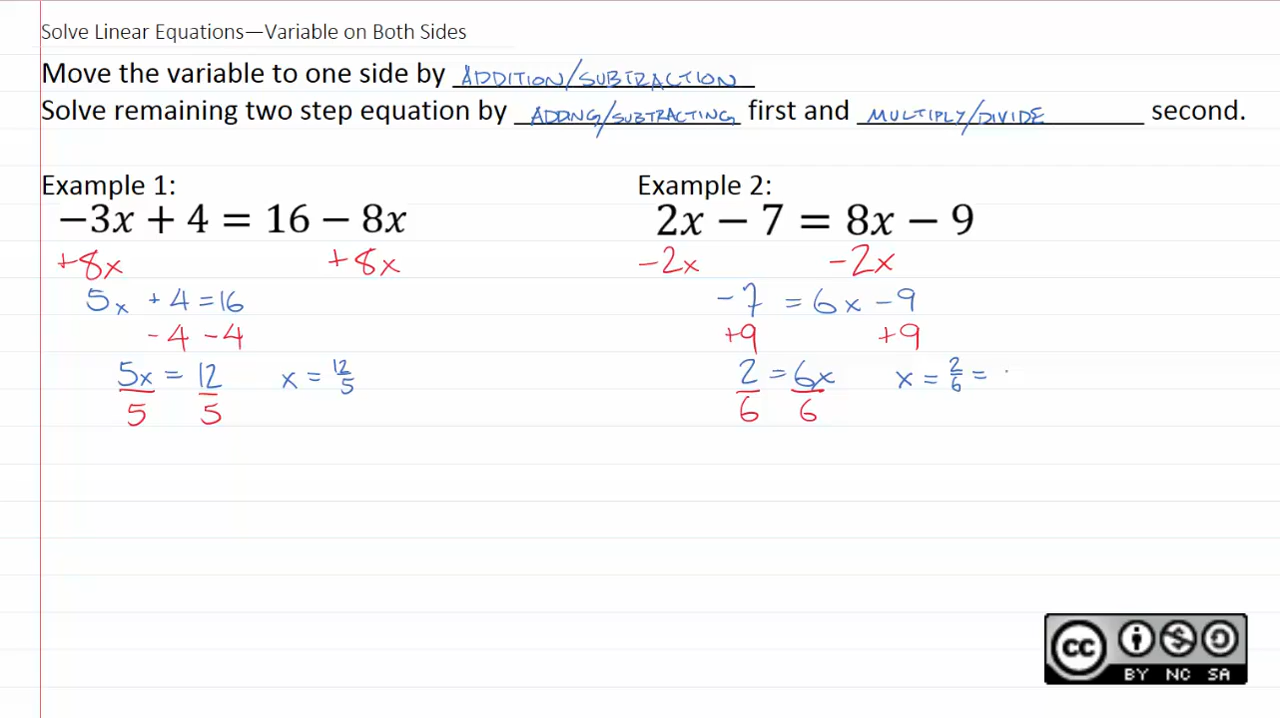 Solve Linear Equations—Variable on Both Sides
Move the variable to one side by ADDITION/SUBTRACTION
Solve remaining two step equation by ADDING/SUBTRACTING first and MULTIPLY/DIVIDE second.
Example 1:
−3x + 4 = 16 − 8x
+8x +8x
5x + 4 = 16
-4 -4
5x = 12 x = 12/5
5 5
Example 2:
2x − 7 = 8x − 9
-2x -2x
-7 = 6x - 9
+9 +9
2 = 6x x = 2/6 =
6 6
CC
BY NC SA